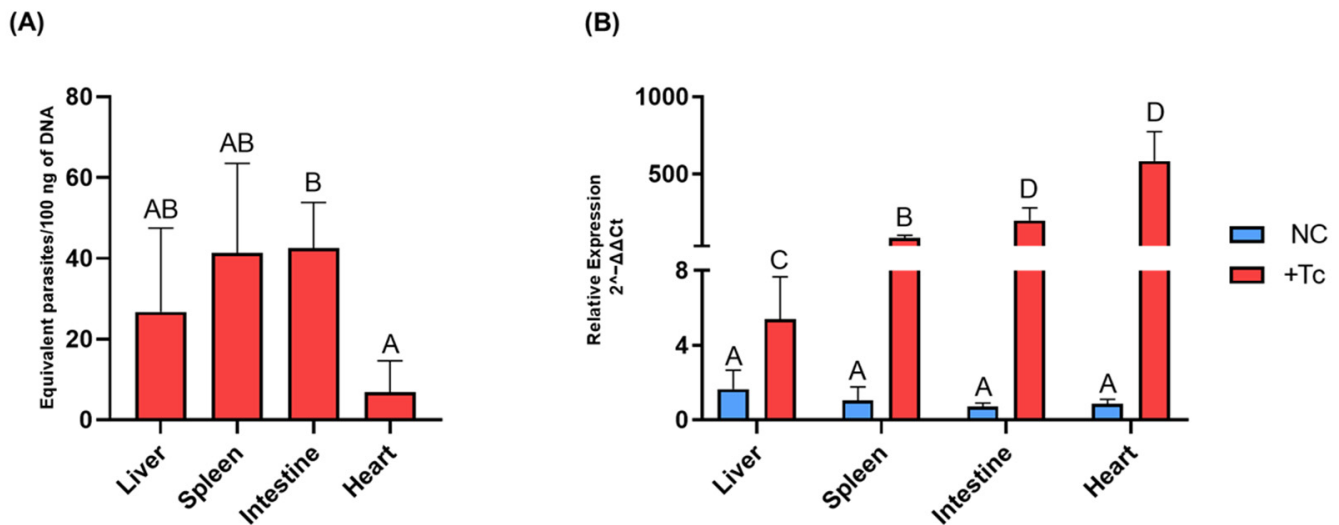 (A)
Equivalent parasites/100 ng of DNA
80
60
40
20
0
AB
AB
B
A
Liver
Spleen
Intestine
Heart
(B)
Relative Expression
2^−ΔΔCt
1000
500
8
4
0
A
C
A
B
A
D
A
D
Liver
Spleen
Intestine
Heart
NC
+Tc